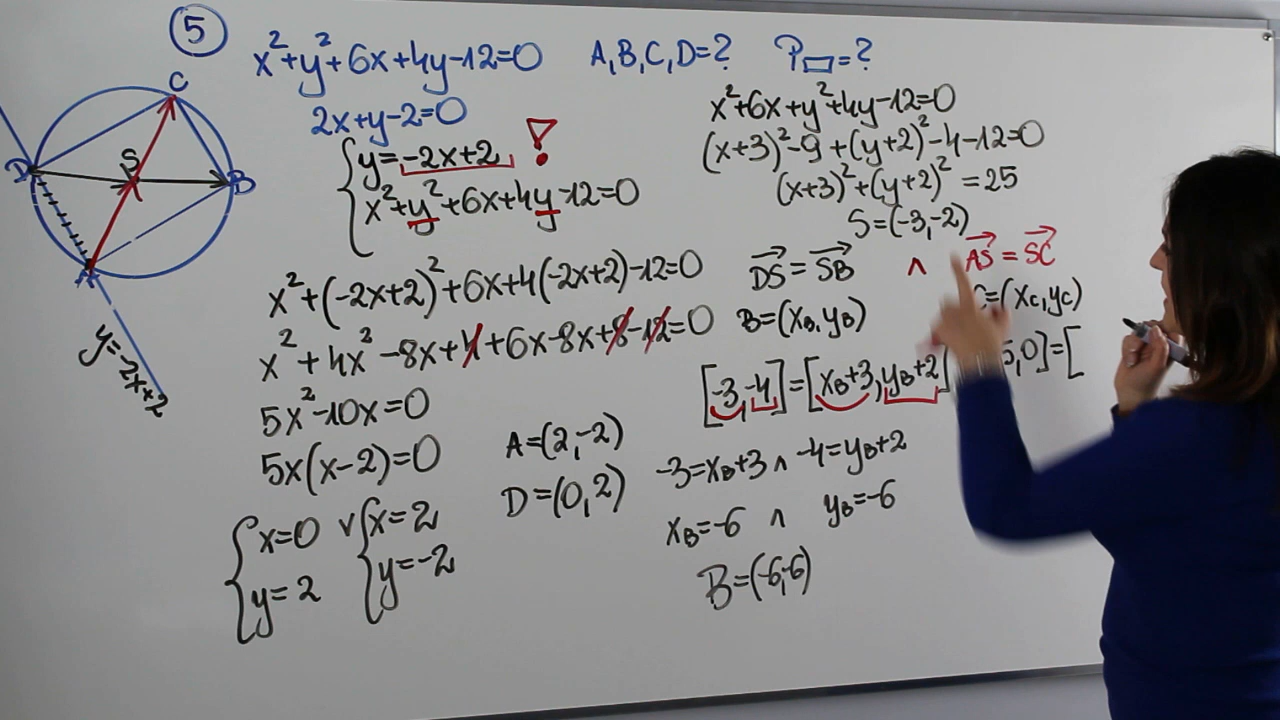 5
x²+y²+6x+4y-12=0 A,B,C,D=? P▭=?
2x+y-2=0
y=-2x+2 !
x²+y²+6x+4y-12=0
x²+(-2x+2)²+6x+4(-2x+2)-12=0
x²+4x²-8x+4+6x-8x+8-12=0
5x²-10x=0
5x(x-2)=0
{x=0 v {x=2
y=2 y=-2
A=(2,-2)
D=(0,2)
x²+6x+y²+4y-12=0
(x+3)²-9+(y+2)²-4-12=0
(x+3)²+(y+2)²=25
S=(-3,-2)
DS=SB ∧ AS=SC
B=(xB,yB) C=(xC,yC)
[-3,-4]=[xB+3,yB+2] 5,0]=[
-3=xB+3 ∧ -4=yB+2
xB=-6 ∧ yB=-6
B=(-6,-6)
C
D
S
B
A
y=-2x+2